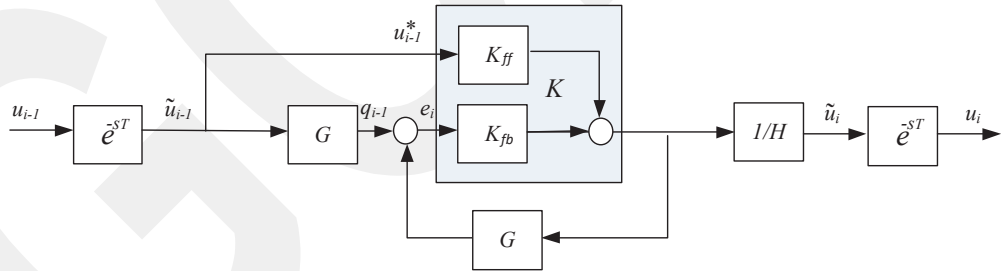 u*i-1
Kff
K
ui-1
e-sT
ũi-1
G
qi-1
ei
Kfb
1/H
ũi
e-sT
ui
G